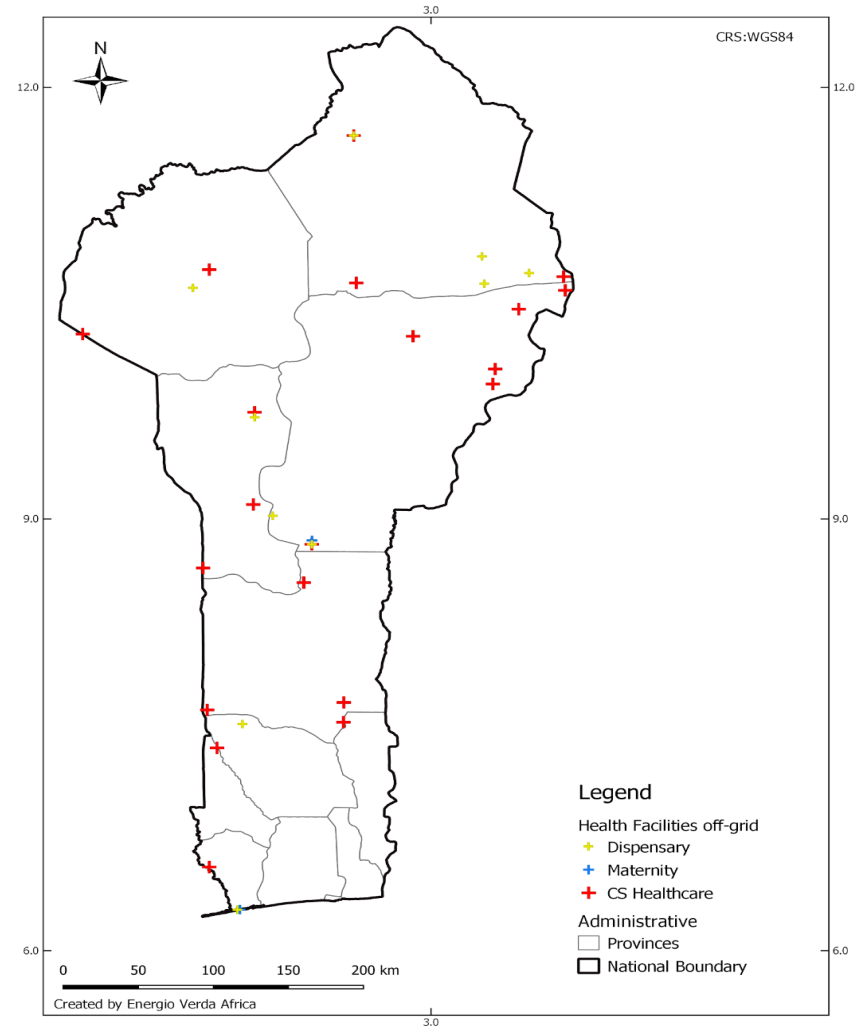 3.0
CRS:WGS84
N
12.0
12.0
9.0
9.0
Legend
Health Facilities off-grid
Dispensary
Maternity
CS Healthcare
Administrative
Provinces
National Boundary
6.0
6.0
0 50 100 150 200 km
Created by Energio Verda Africa
3.0